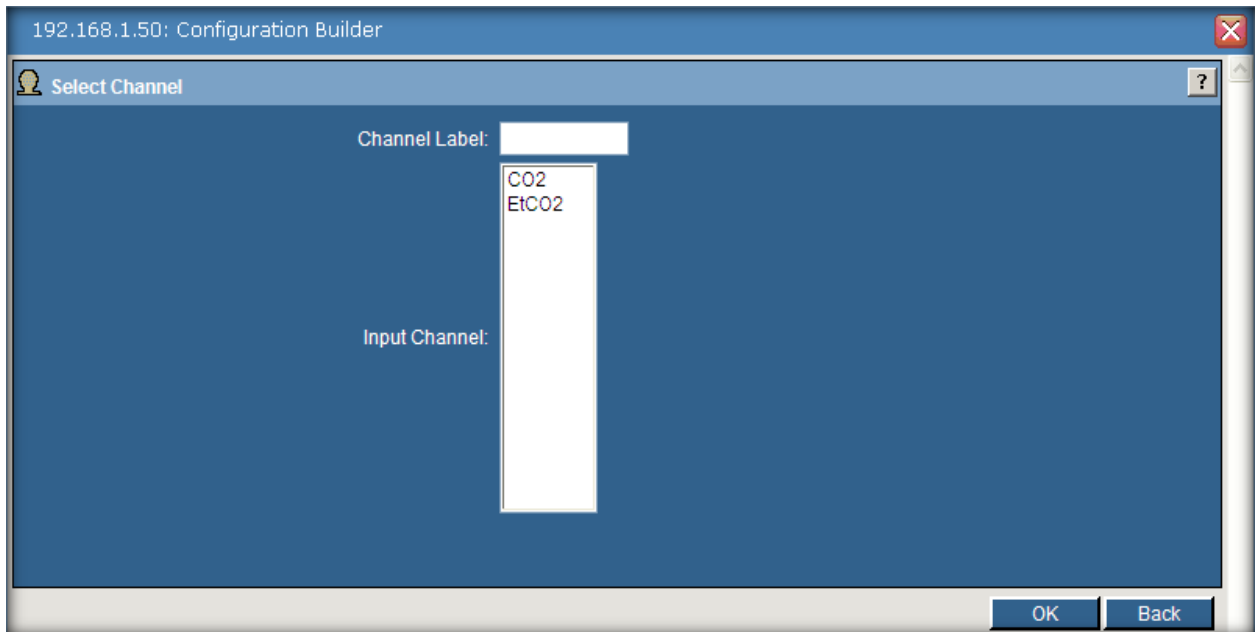 192.168.1.50: Configuration Builder
Select Channel
?
Channel Label:
CO2
EtCO2
Input Channel:
OK Back